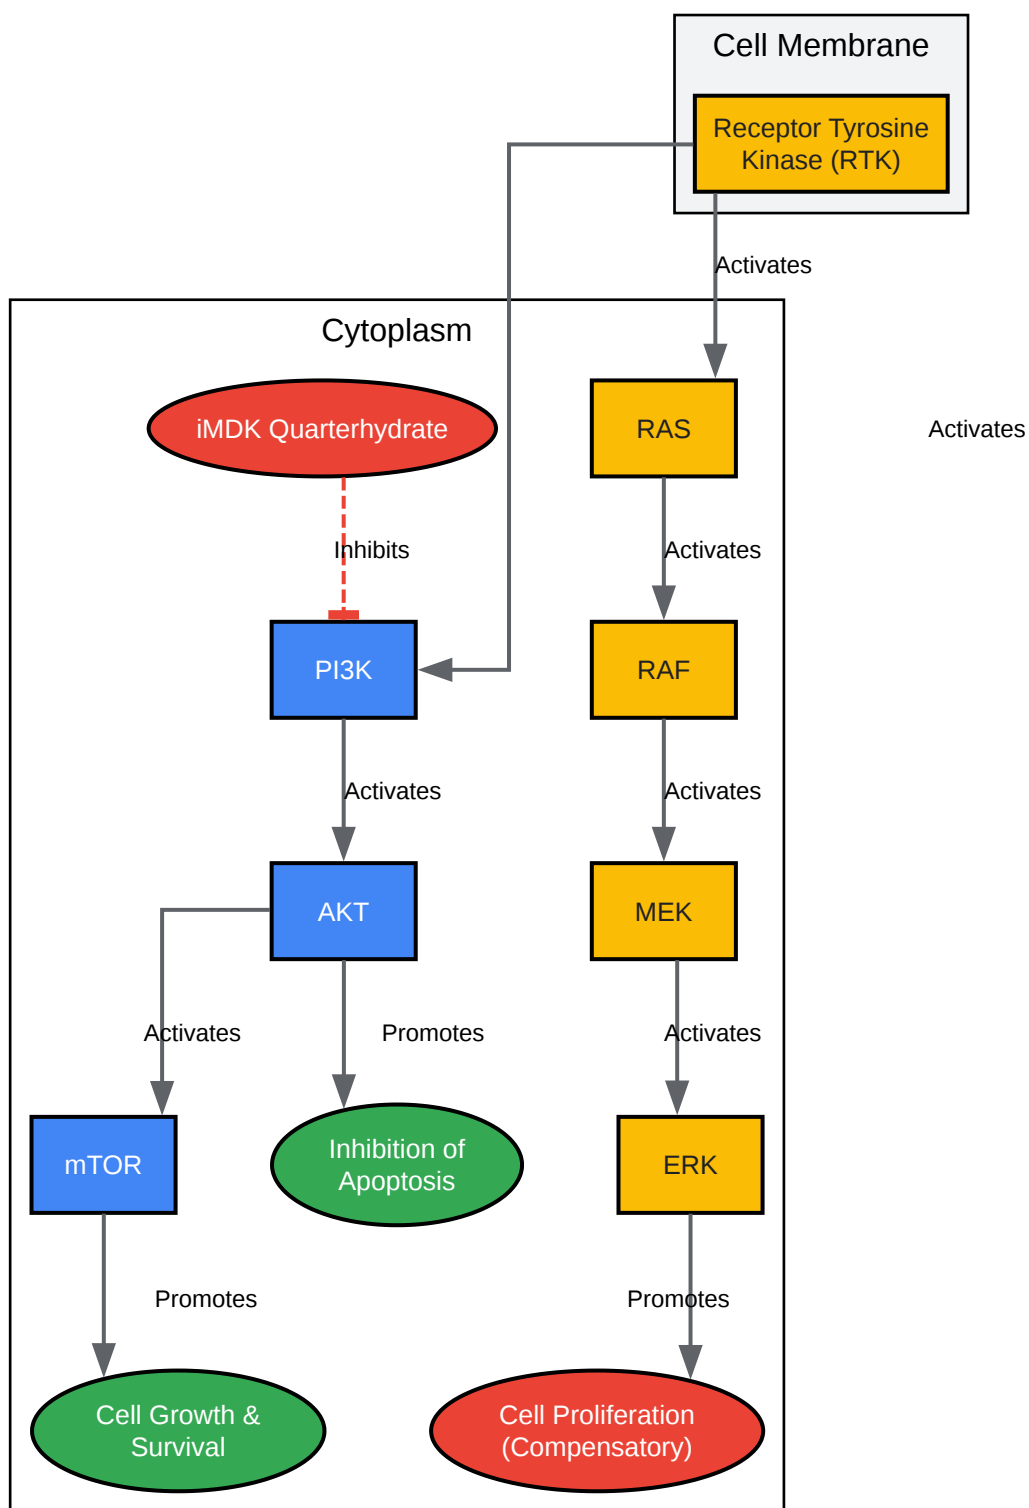 Cell Membrane
Receptor Tyrosine
Kinase (RTK)
Activates
Cytoplasm
iMDK Quarterhydrate
RAS
Activates
Inhibits
Activates
PI3K
RAF
Activates
Activates
AKT
MEK
Activates
Promotes
Activates
mTOR
Inhibition of
Apoptosis
ERK
Promotes
Promotes
Cell Growth &
Survival
Cell Proliferation
(Compensatory)